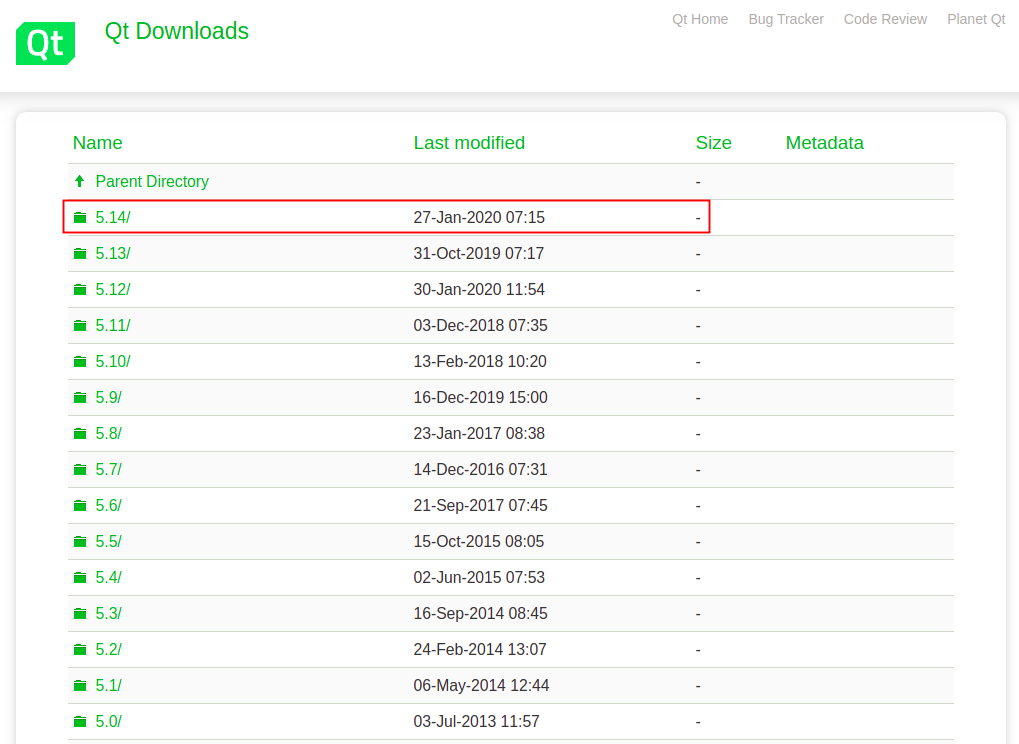 Qt
Qt Downloads
Qt Home Bug Tracker Code Review Planet Qt
Name Last modified Size Metadata
Parent Directory -
5.14/ 27-Jan-2020 07:15 -
5.13/ 31-Oct-2019 07:17 -
5.12/ 30-Jan-2020 11:54 -
5.11/ 03-Dec-2018 07:35 -
5.10/ 13-Feb-2018 10:20 -
5.9/ 16-Dec-2019 15:00 -
5.8/ 23-Jan-2017 08:38 -
5.7/ 14-Dec-2016 07:31 -
5.6/ 21-Sep-2017 07:45 -
5.5/ 15-Oct-2015 08:05 -
5.4/ 02-Jun-2015 07:53 -
5.3/ 16-Sep-2014 08:45 -
5.2/ 24-Feb-2014 13:07 -
5.1/ 06-May-2014 12:44 -
5.0/ 03-Jul-2013 11:57 -